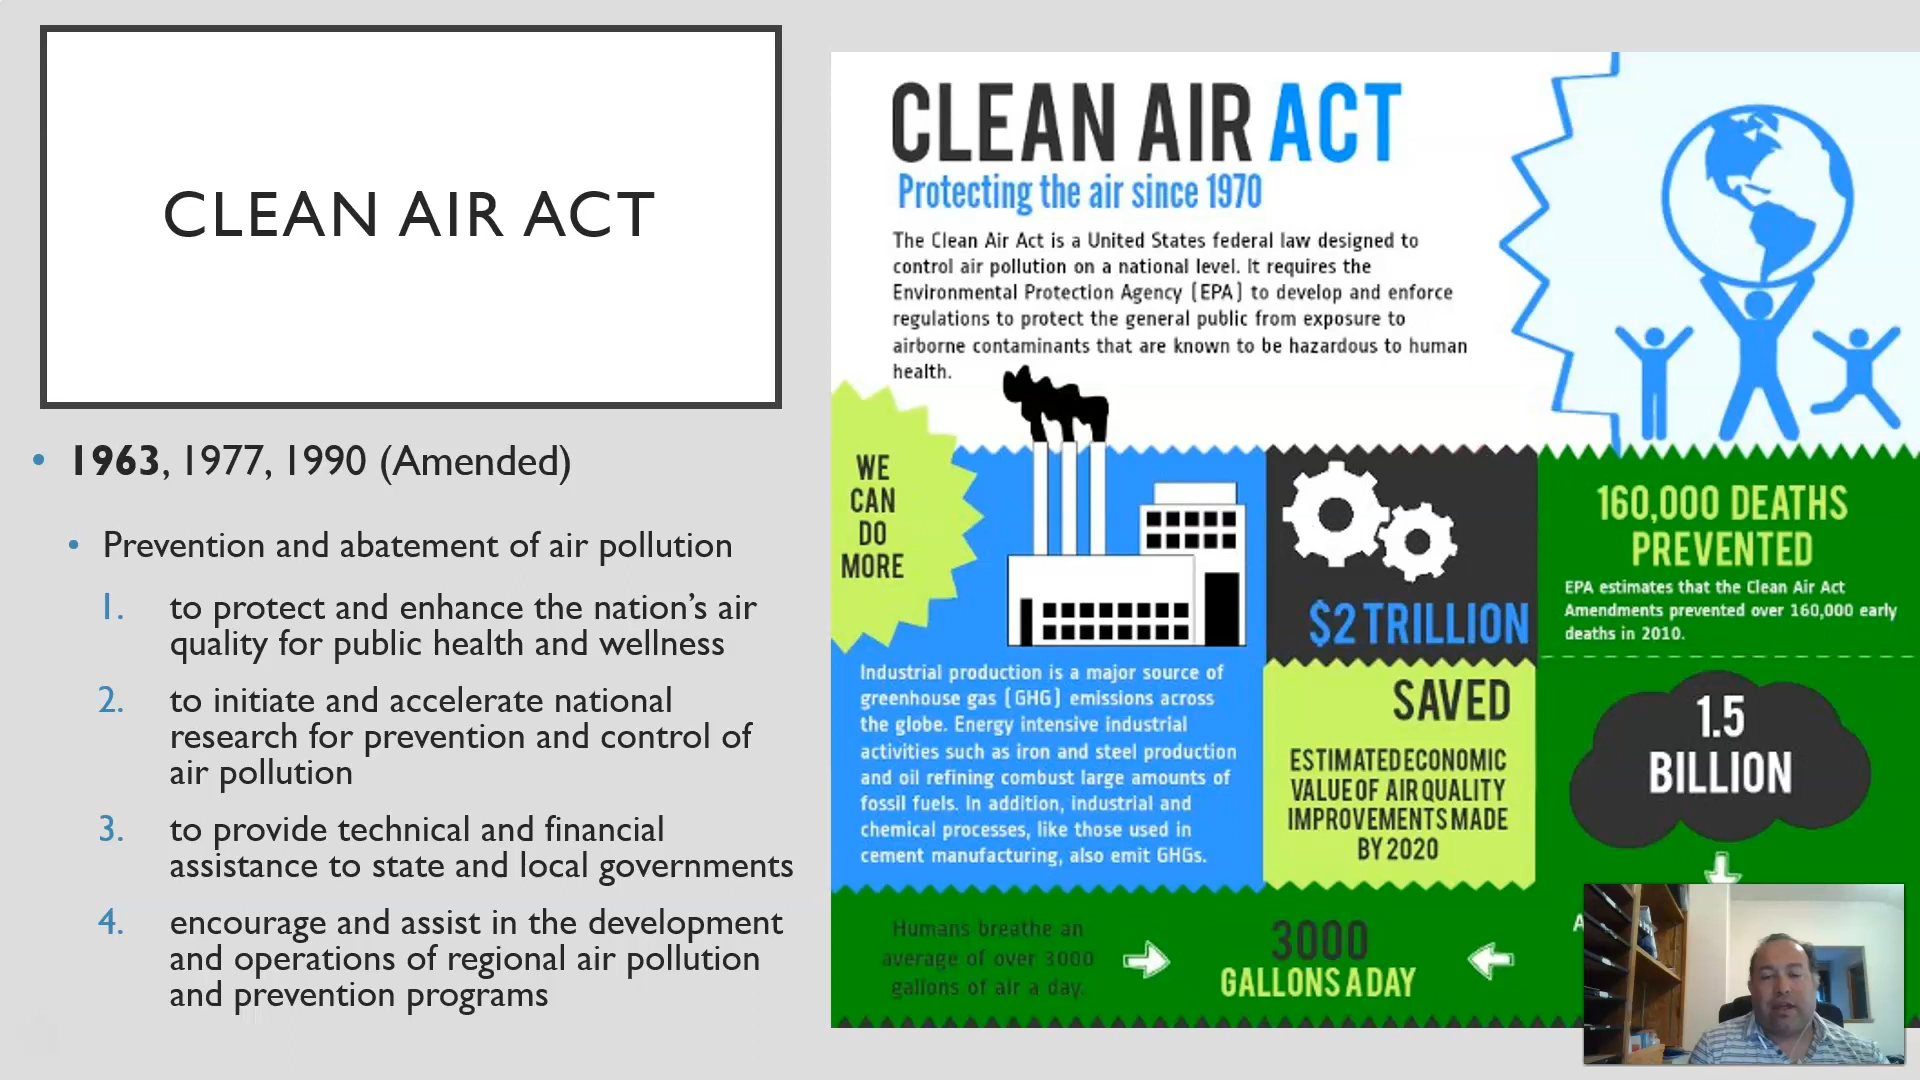 CLEAN AIR ACT
• 1963, 1977, 1990 (Amended)
• Prevention and abatement of air pollution
1. to protect and enhance the nation’s air
quality for public health and wellness
2. to initiate and accelerate national
research for prevention and control of
air pollution
3. to provide technical and financial
assistance to state and local governments
4. encourage and assist in the development
and operations of regional air pollution
and prevention programs
CLEAN AIR ACT
Protecting the air since 1970
The Clean Air Act is a United States federal law designed to
control air pollution on a national level. It requires the
Environmental Protection Agency (EPA) to develop and enforce
regulations to protect the general public from exposure to
airborne contaminants that are known to be hazardous to human
health.
WE
CAN
DO
MORE
Industrial production is a major source of
greenhouse gas (GHG) emissions across
the globe. Energy intensive industrial
activities such as iron and steel production
and oil refining combust large amounts of
fossil fuels. In addition, industrial and
chemical processes, like those used in
cement manufacturing, also emit GHGs.
$2 TRILLION
SAVED
ESTIMATED ECONOMIC
VALUE OF AIR QUALITY
IMPROVEMENTS MADE
BY 2020
160,000 DEATHS
PREVENTED
EPA estimates that the Clean Air Act
Amendments prevented over 160,000 early
deaths in 2010.
1.5
BILLION
Humans breathe an
average of over 3000
gallons of air a day.
3000
GALLONS A DAY